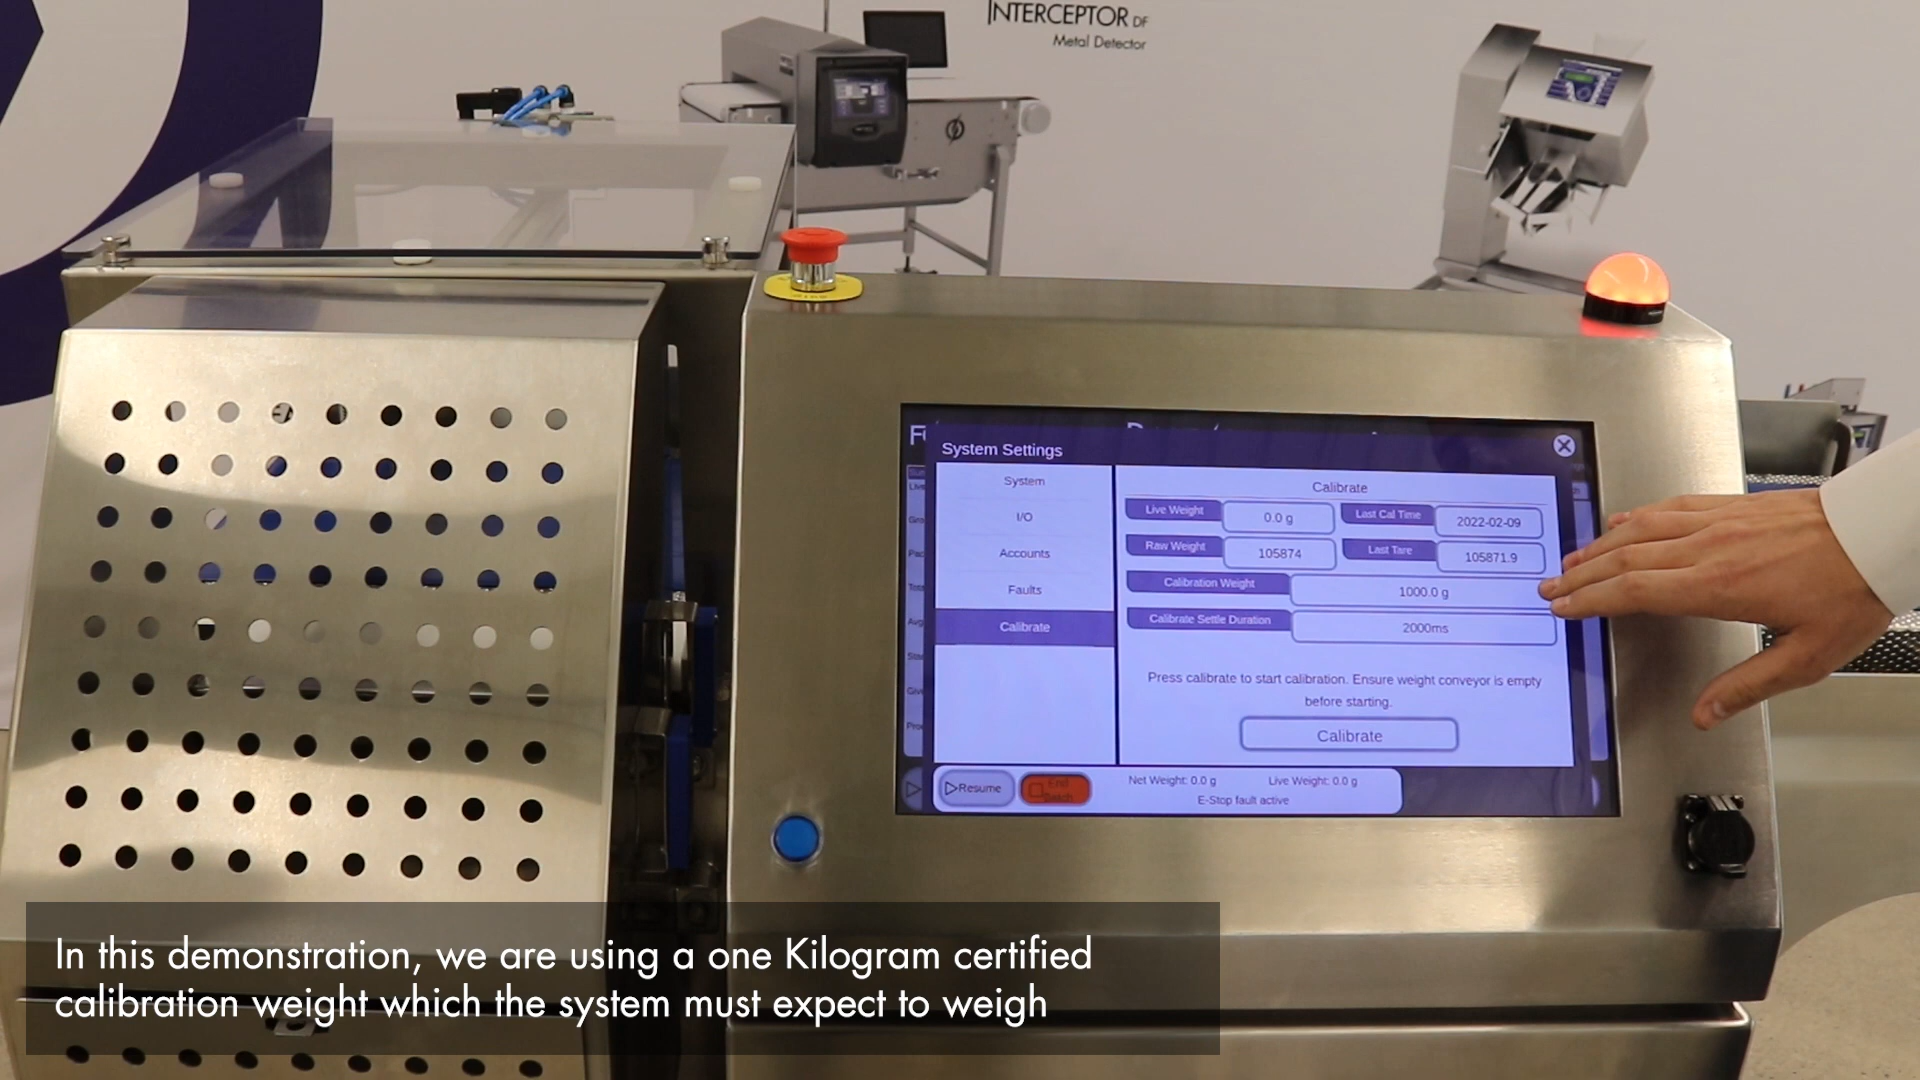 INTERCEPTOR DF
Metal Detector
System Settings
System
I/O
Accounts
Faults
Calibrate
Calibrate
Live Weight
0.0 g
Last Cal Time
2022-02-09
Raw Weight
105874
Last Tare
105871.9
Calibration Weight
1000.0 g
Calibrate Settle Duration
2000ms
Press calibrate to start calibration. Ensure weight conveyor is empty
before starting.
Calibrate
Resume
End
Batch
Net Weight: 0.0 g
Live Weight: 0.0 g
E-Stop fault active
In this demonstration, we are using a one Kilogram certified
calibration weight which the system must expect to weigh